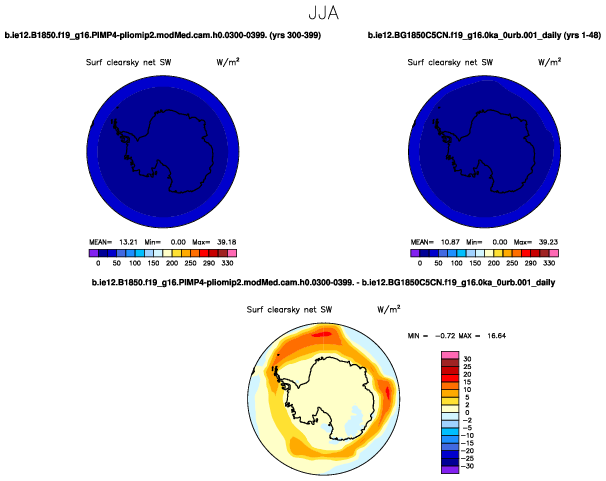 JJA
b.ie12.B1850.f19_g16.PIMP4-pliomip2.modMed.cam.h0.0300-0399. (yrs 300-399)
b.ie12.BG1850C5CN.f19_g16.0ka_0urb.001_daily (yrs 1-48)
Surf clearsky net SW W/m²
Surf clearsky net SW W/m²
MEAN= 13.21 Min= 0.00 Max= 39.18
MEAN= 10.87 Min= 0.00 Max= 39.23
0 50 100 150 200 250 290 330
0 50 100 150 200 250 290 330
b.ie12.B1850.f19_g16.PIMP4-pliomip2.modMed.cam.h0.0300-0399. - b.ie12.BG1850C5CN.f19_g16.0ka_0urb.001_daily
Surf clearsky net SW W/m²
MIN = -0.72 MAX = 16.64
30
25
20
15
10
5
2
0
-2
-5
-10
-15
-20
-25
-30